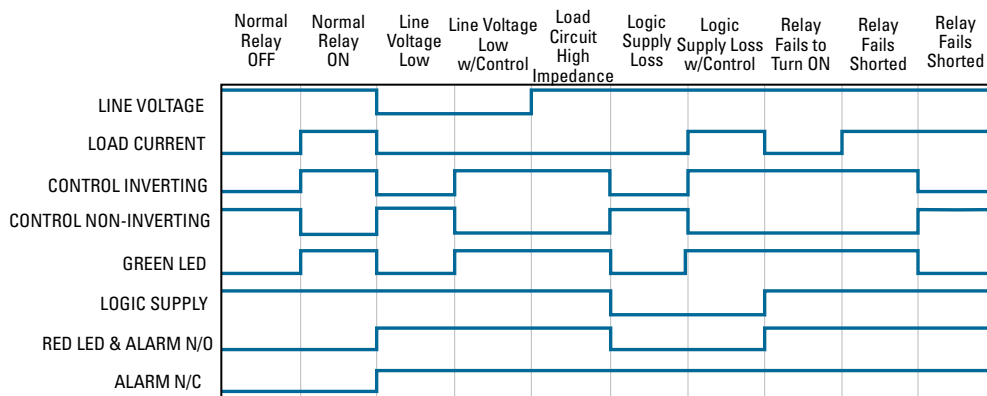 Normal
Relay
OFF
Normal
Relay
ON
Line
Voltage
Low
Line Voltage
Low
w/Control
Load
Circuit
High
Impedance
Logic
Supply
Loss
Logic
Supply Loss
w/Control
Relay
Fails to
Turn ON
Relay
Fails
Shorted
Relay
Fails
Shorted
LINE VOLTAGE
LOAD CURRENT
CONTROL INVERTING
CONTROL NON-INVERTING
GREEN LED
LOGIC SUPPLY
RED LED & ALARM N/O
ALARM N/C